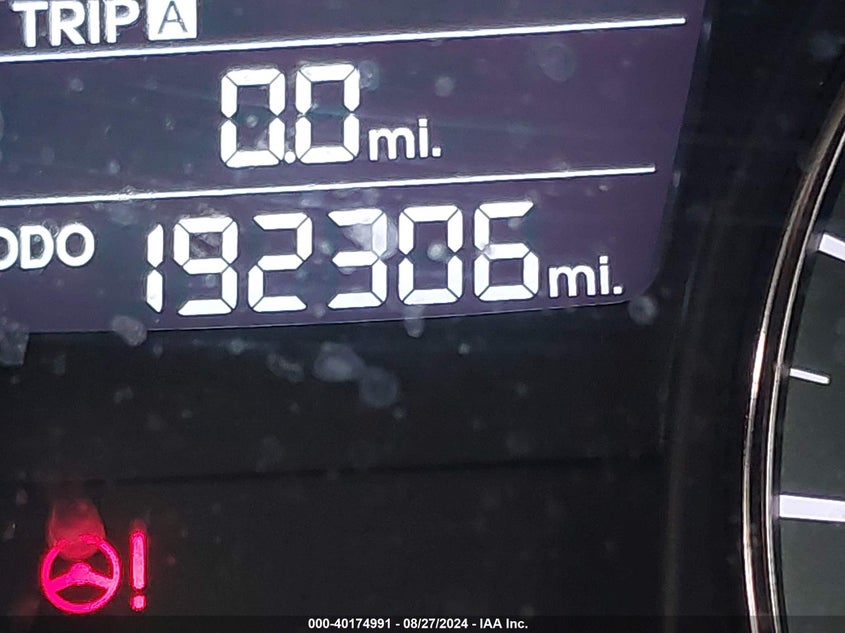 TRIP A
0.0 mi.
ODO 192306 mi.
000-40174991 - 08/27/2024 - IAA Inc.